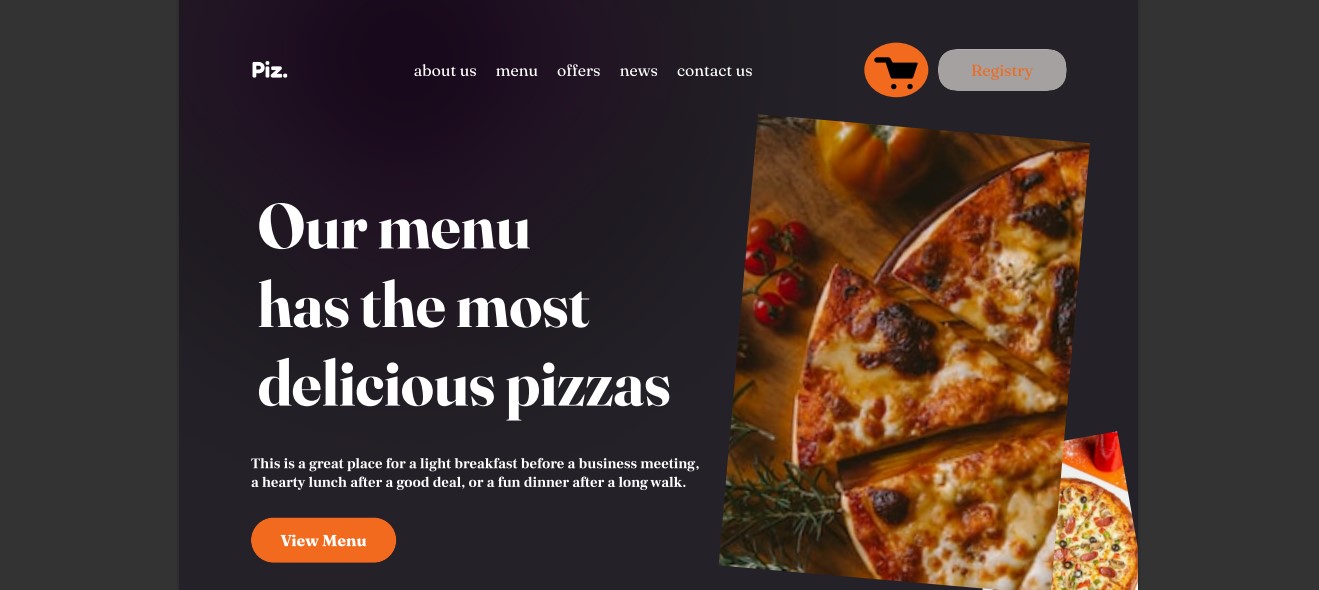 Piz.
about us menu offers news contact us
Registry
Our menu
has the most
delicious pizzas
This is a great place for a light breakfast before a business meeting,
a hearty lunch after a good deal, or a fun dinner after a long walk.
View Menu